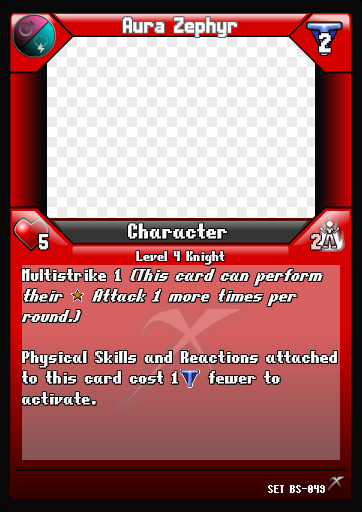 Aura Zephyr
2
Character
5
2
Level 4 Knight
Multistrike 1 (This card can perform
their Attack 1 more times per
round.)
Physical Skills and Reactions attached
to this card cost 1 fewer to
activate.
SET BS-049